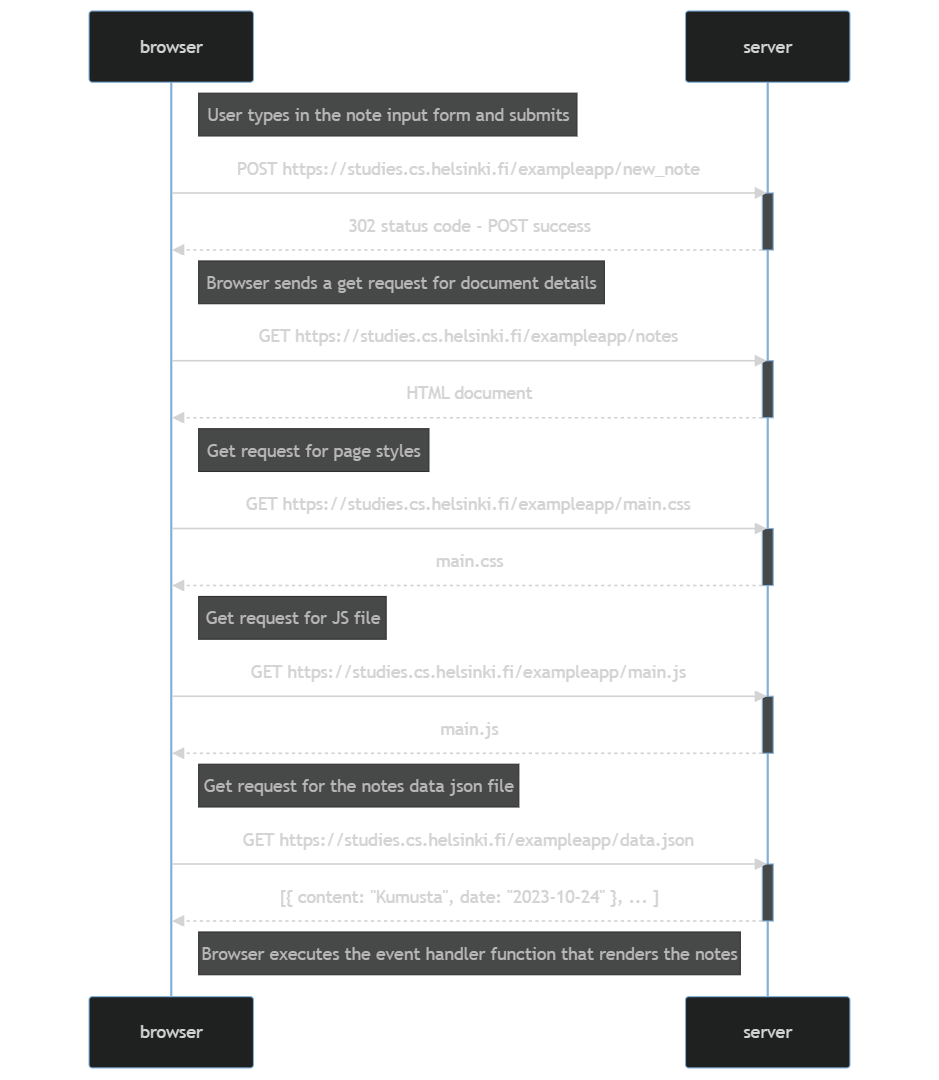 browser
server
User types in the note input form and submits
POST https://studies.cs.helsinki.fi/exampleapp/new_note
302 status code - POST success
Browser sends a get request for document details
GET https://studies.cs.helsinki.fi/exampleapp/notes
HTML document
Get request for page styles
GET https://studies.cs.helsinki.fi/exampleapp/main.css
main.css
Get request for JS file
GET https://studies.cs.helsinki.fi/exampleapp/main.js
main.js
Get request for the notes data json file
GET https://studies.cs.helsinki.fi/exampleapp/data.json
[{ content: "Kumusta", date: "2023-10-24" }, ... ]
Browser executes the event handler function that renders the notes
browser
server